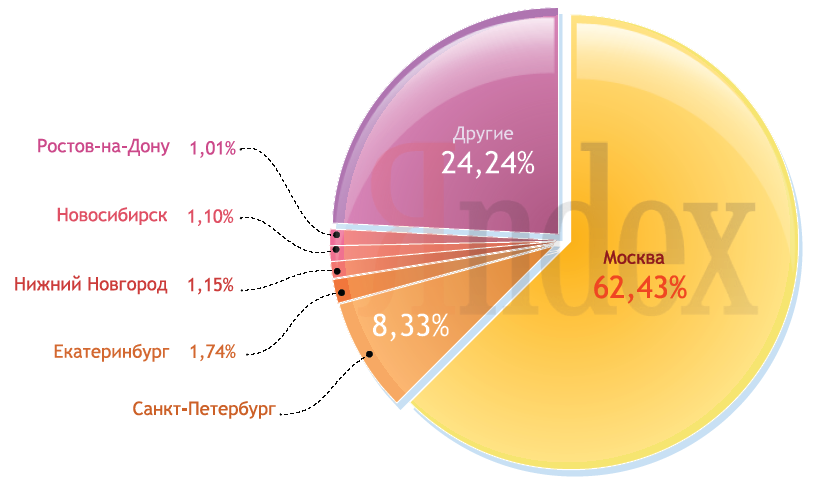 Другие
24,24%
Ростов-на-Дону 1,01%
Новосибирск 1,10%
Нижний Новгород 1,15%
Екатеринбург 1,74%
Санкт-Петербург
8,33%
Москва
62,43%
Яndex